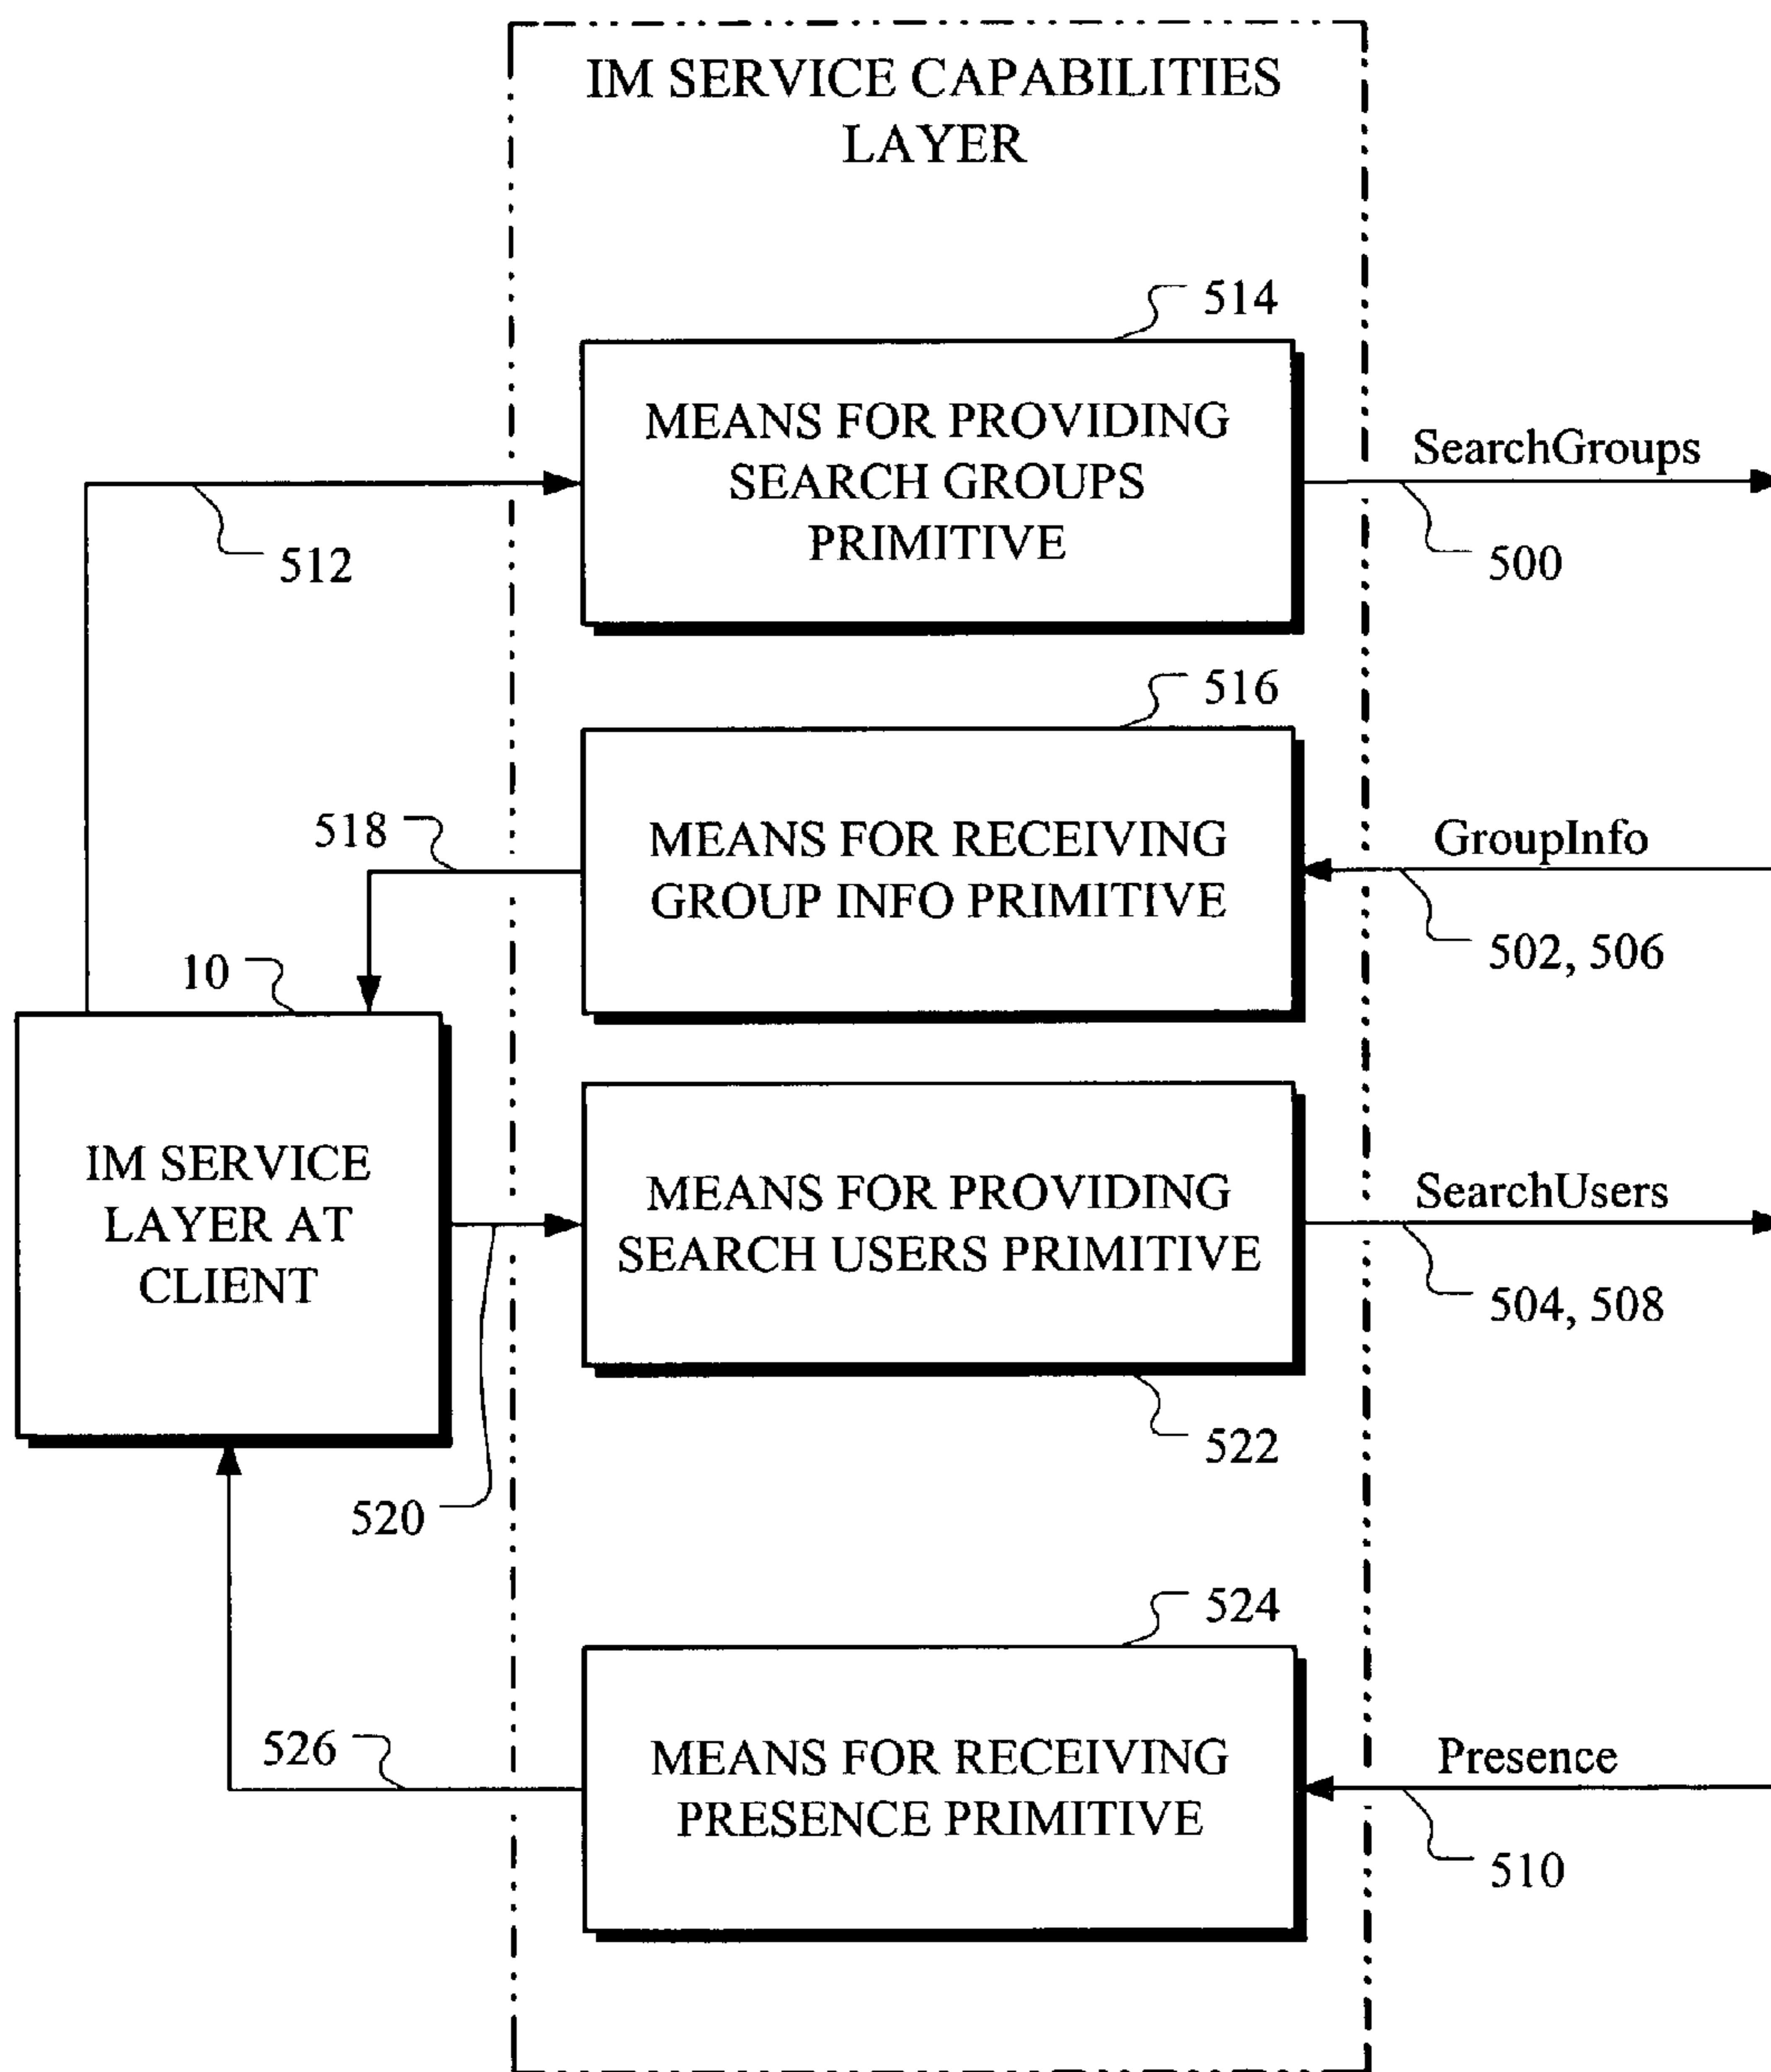 IM SERVICE CAPABILITIES
LAYER
514
MEANS FOR PROVIDING
SEARCH GROUPS
PRIMITIVE
SearchGroups
500
512
516
MEANS FOR RECEIVING
GROUP INFO PRIMITIVE
GroupInfo
502, 506
518
10
IM SERVICE
LAYER AT
CLIENT
MEANS FOR PROVIDING
SEARCH USERS PRIMITIVE
SearchUsers
504, 508
522
520
524
MEANS FOR RECEIVING
PRESENCE PRIMITIVE
Presence
510
526